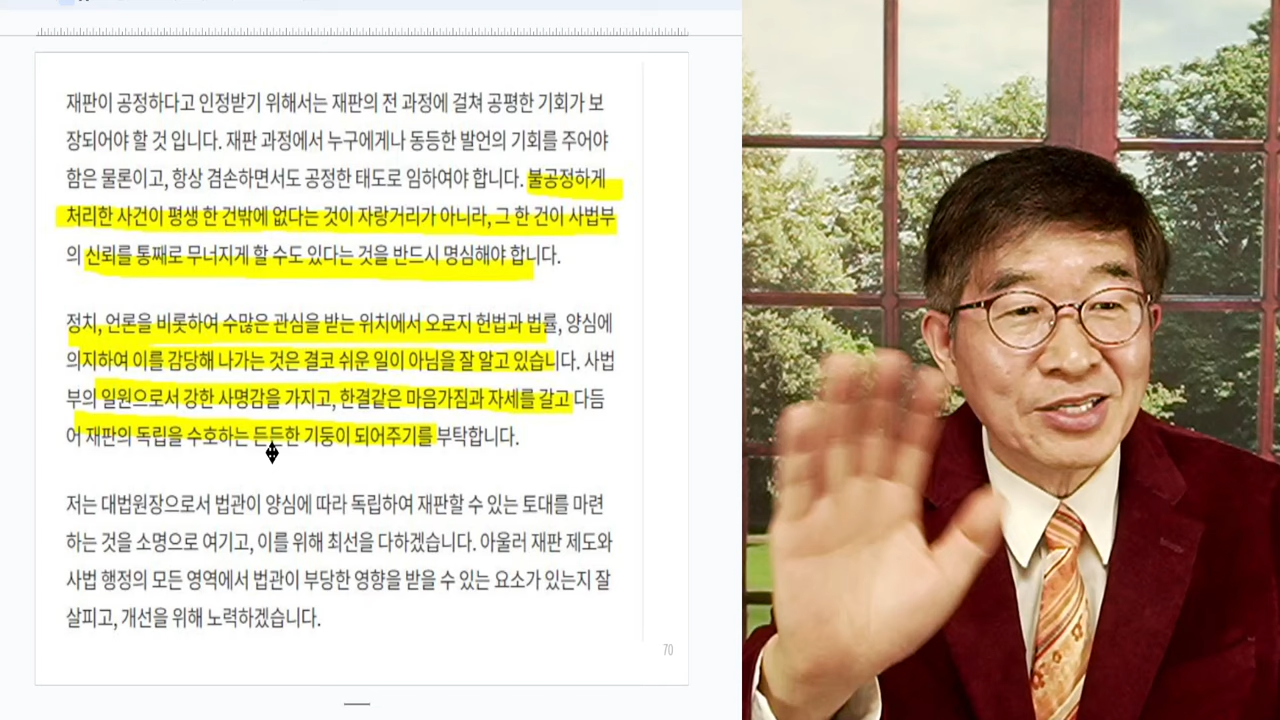 재판이 공정하다고 인정받기 위해서는 재판의 전 과정에 걸쳐 공평한 기회가 보
장되어야 할 것 입니다. 재판 과정에서 누구에게나 동등한 발언의 기회를 주어야
함은 물론이고, 항상 겸손하면서도 공정한 태도로 임하여야 합니다. 불공정하게
처리한 사건이 평생 한 건밖에 없다는 것이 자랑거리가 아니라, 그 한 건이 사법부
의 신뢰를 통째로 무너지게 할 수도 있다는 것을 반드시 명심해야 합니다.
정치, 언론을 비롯하여 수많은 관심을 받는 위치에서 오로지 헌법과 법률, 양심에
의지하여 이를 감당해 나가는 것은 결코 쉬운 일이 아님을 잘 알고 있습니다. 사법
부의 일원으로서 강한 사명감을 가지고, 한결같은 마음가짐과 자세를 갈고 다듬
어 재판의 독립을 수호하는 든든한 기둥이 되어주기를 부탁합니다.
저는 대법원장으로서 법관이 양심에 따라 독립하여 재판할 수 있는 토대를 마련
하는 것을 소명으로 여기고, 이를 위해 최선을 다하겠습니다. 아울러 재판 제도와
사법 행정의 모든 영역에서 법관이 부당한 영향을 받을 수 있는 요소가 있는지 잘
살피고, 개선을 위해 노력하겠습니다.
70